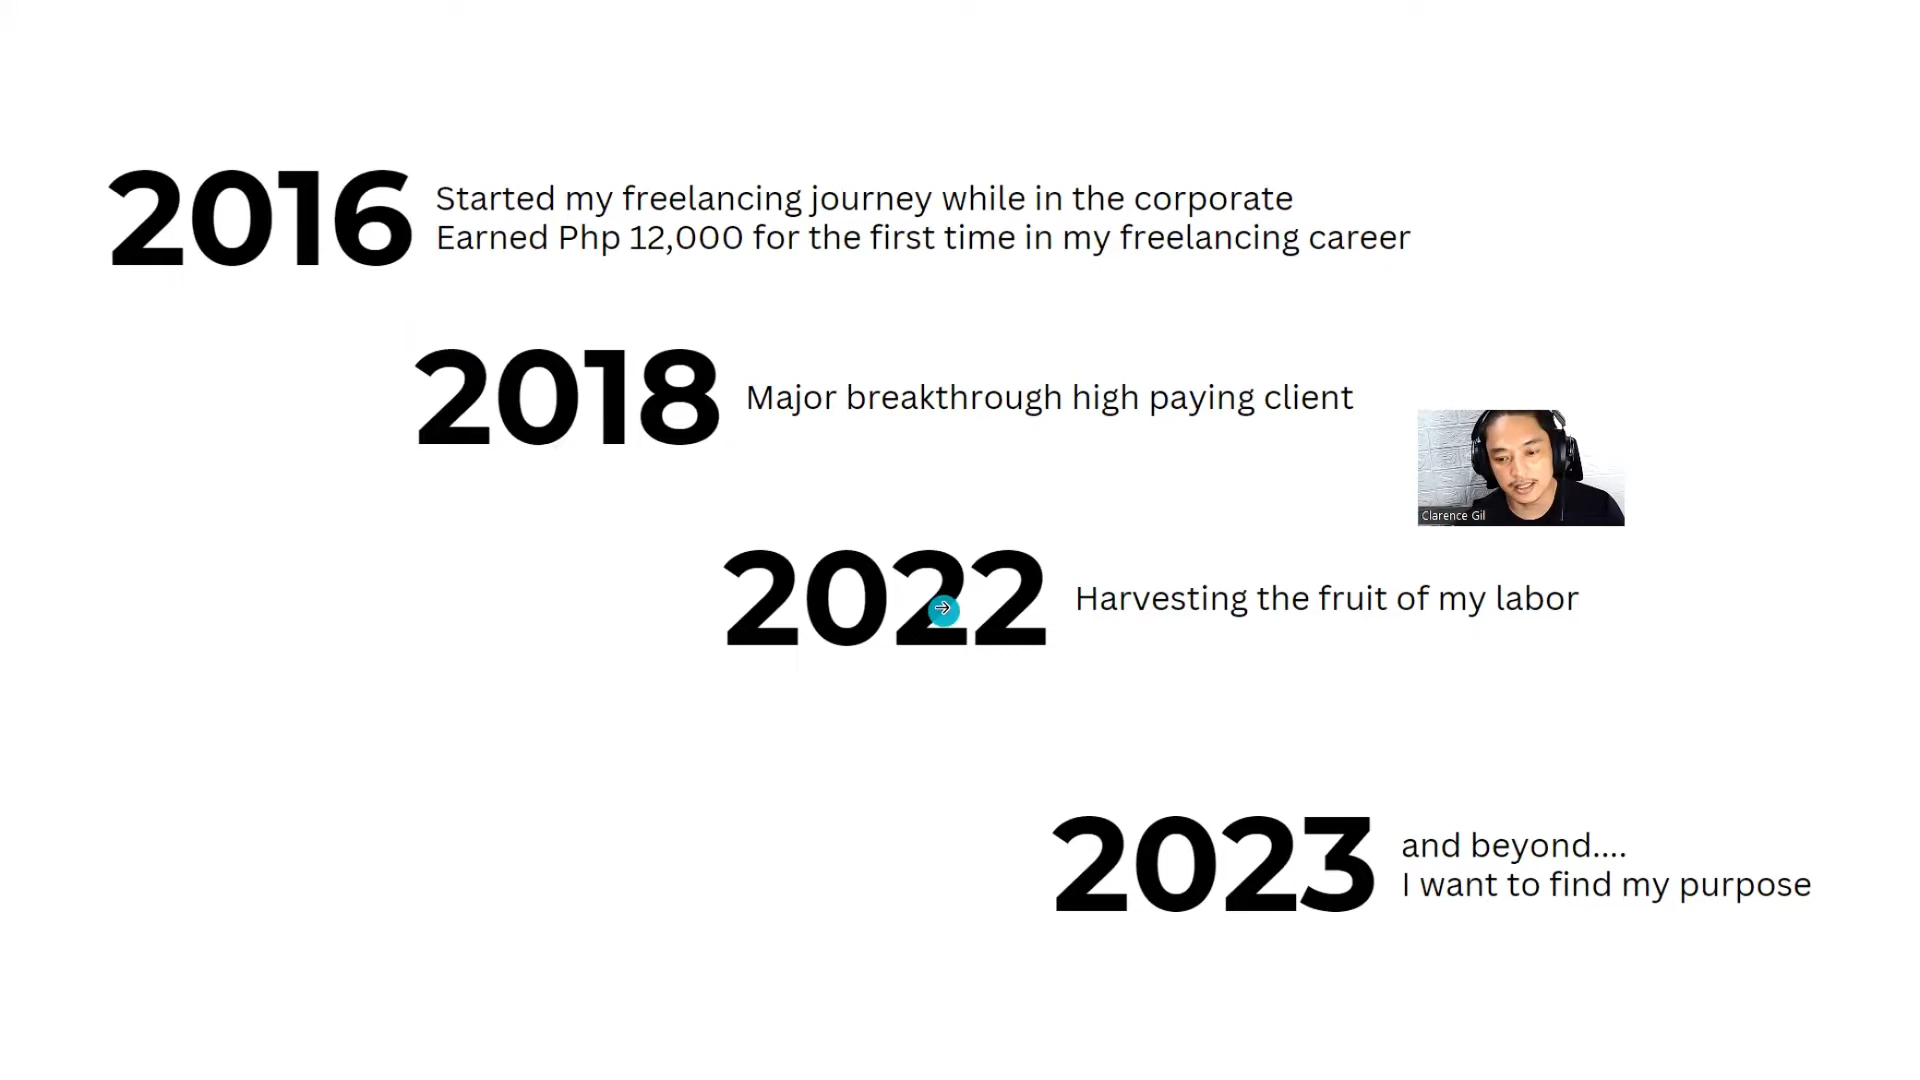 2016
Started my freelancing journey while in the corporate
Earned Php 12,000 for the first time in my freelancing career
2018
Major breakthrough high paying client
Clarence Gil
2022
Harvesting the fruit of my labor
2023
and beyond....
I want to find my purpose